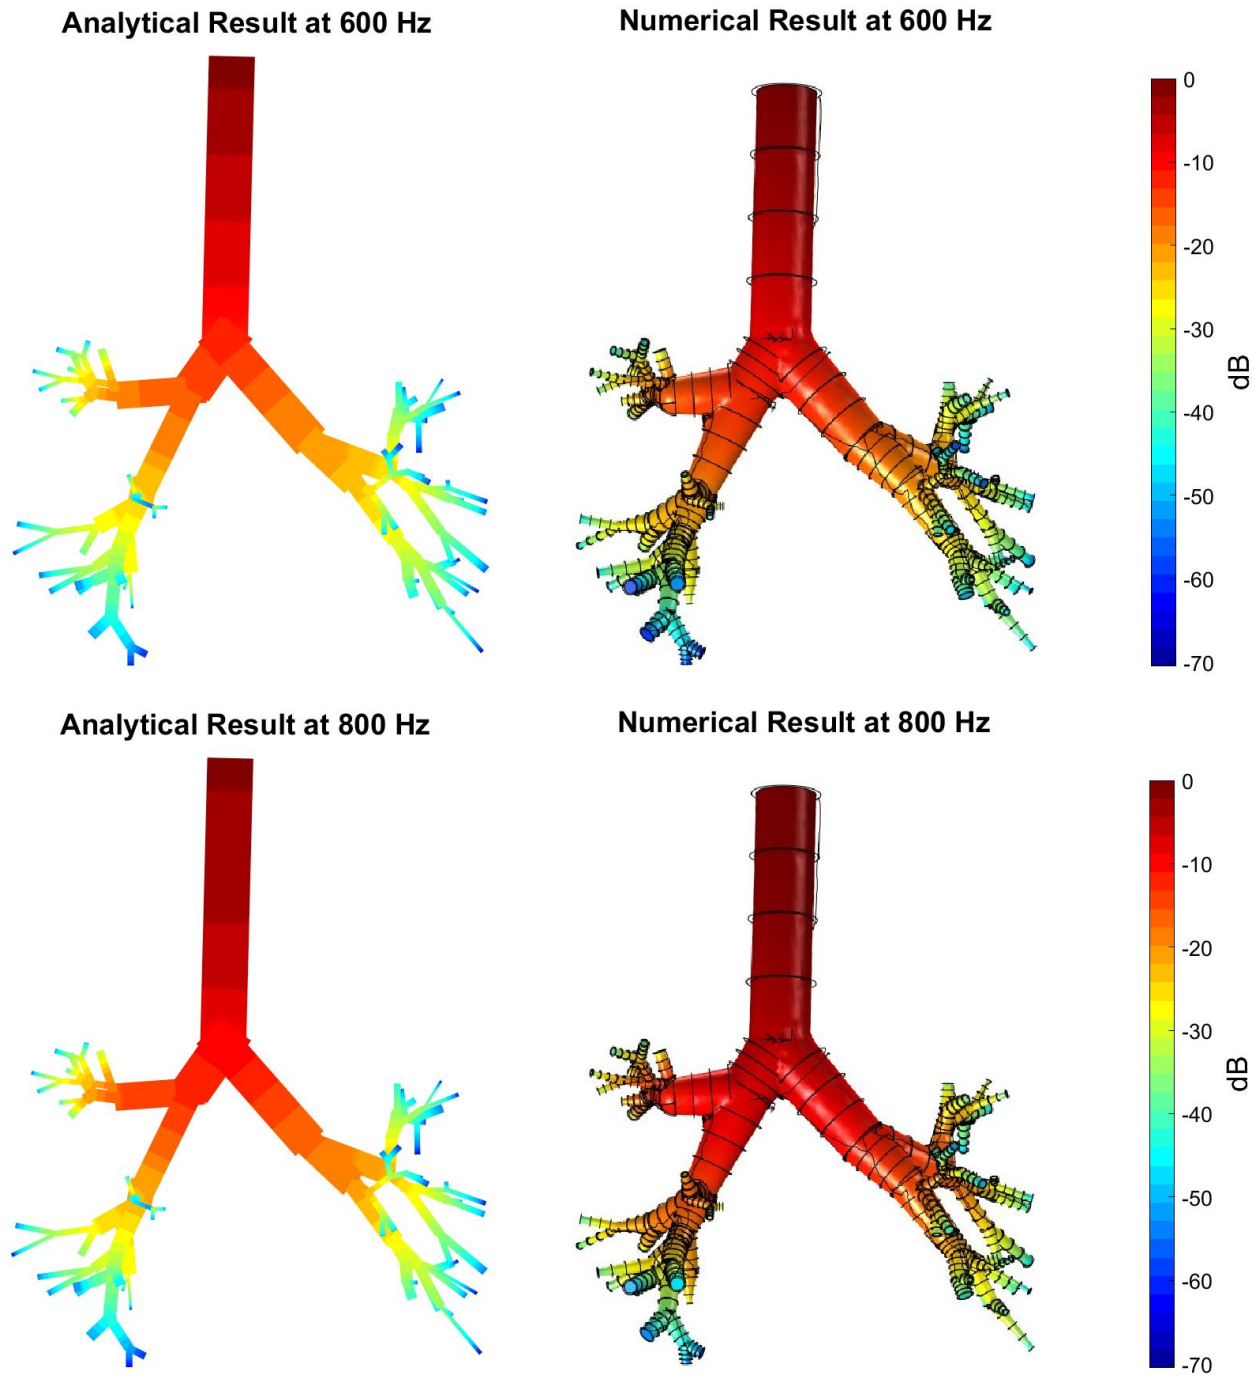 Analytical Result at 600 Hz
Numerical Result at 600 Hz
0
-10
-20
-30
-40
-50
-60
-70
dB
Analytical Result at 800 Hz
Numerical Result at 800 Hz
0
-10
-20
-30
-40
-50
-60
-70
dB